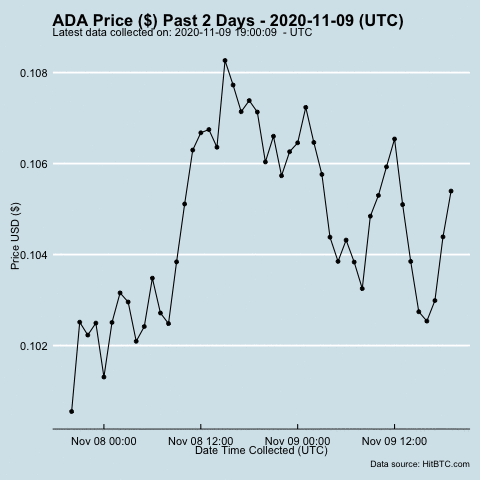 ADA Price ($) Past 2 Days - 2020-11-09 (UTC)
Latest data collected on: 2020-11-09 19:00:09  - UTC
0.108
0.106
0.104
0.102
Price USD ($)
Nov 08 00:00 Nov 08 12:00 Nov 09 00:00 Nov 09 12:00
Date Time Collected (UTC)
Data source: HitBTC.com